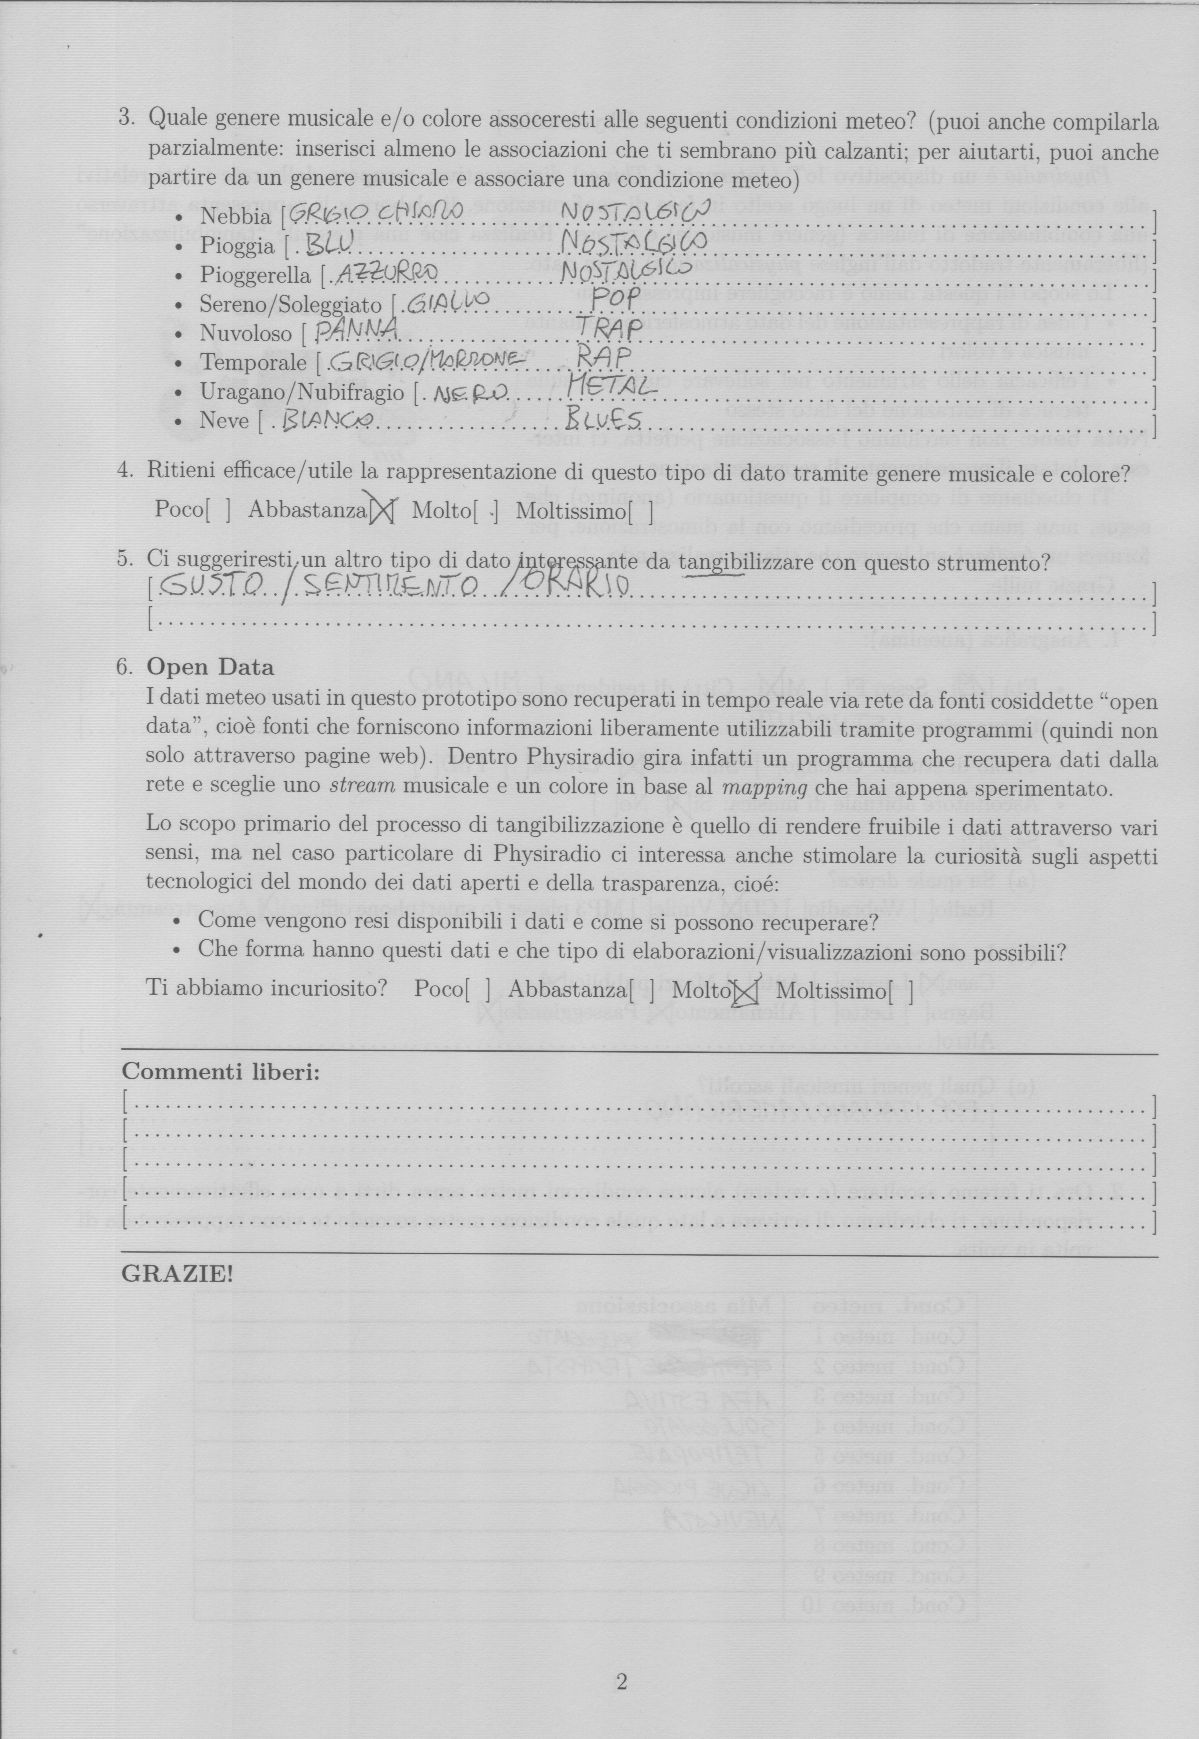 3. Quale genere musicale e/o colore assoceresti alle seguenti condizioni meteo? (puoi anche compilarla
parzialmente: inserisci almeno le associazioni che ti sembrano più calzanti; per aiutarti, puoi anche
partire da un genere musicale e associare una condizione meteo)
• Nebbia [GRIGIO CHIARO NOSTALGICO]
• Pioggia [BLU NOSTALGICO]
• Pioggerella [AZZURRO NOSTALGICO]
• Sereno/Soleggiato [GIALLO POP]
• Nuvoloso [PANNA TRAP]
• Temporale [GRIGIO/MARRONE RAP]
• Uragano/Nubifragio [NERO METAL]
• Neve [BIANCO BLUES]
4. Ritieni efficace/utile la rappresentazione di questo tipo di dato tramite genere musicale e colore?
Poco[ ] Abbastanza[X] Molto[ ] Moltissimo[ ]
5. Ci suggeriresti un altro tipo di dato interessante da tangibilizzare con questo strumento?
[GUSTO / SENTIMENTO / ORARIO]
[ ]
6. Open Data
I dati meteo usati in questo prototipo sono recuperati in tempo reale via rete da fonti cosiddette “open
data”, cioè fonti che forniscono informazioni liberamente utilizzabili tramite programmi (quindi non
solo attraverso pagine web). Dentro Physiradio gira infatti un programma che recupera dati dalla
rete e sceglie uno stream musicale e un colore in base al mapping che hai appena sperimentato.
Lo scopo primario del processo di tangibilizzazione è quello di rendere fruibile i dati attraverso vari
sensi, ma nel caso particolare di Physiradio ci interessa anche stimolare la curiosità sugli aspetti
tecnologici del mondo dei dati aperti e della trasparenza, cioé:
• Come vengono resi disponibili i dati e come si possono recuperare?
• Che forma hanno questi dati e che tipo di elaborazioni/visualizzazioni sono possibili?
Ti abbiamo incuriosito? Poco[ ] Abbastanza[ ] Molto[X] Moltissimo[ ]
Commenti liberi:
[ ]
[ ]
[ ]
[ ]
[ ]
GRAZIE!
2